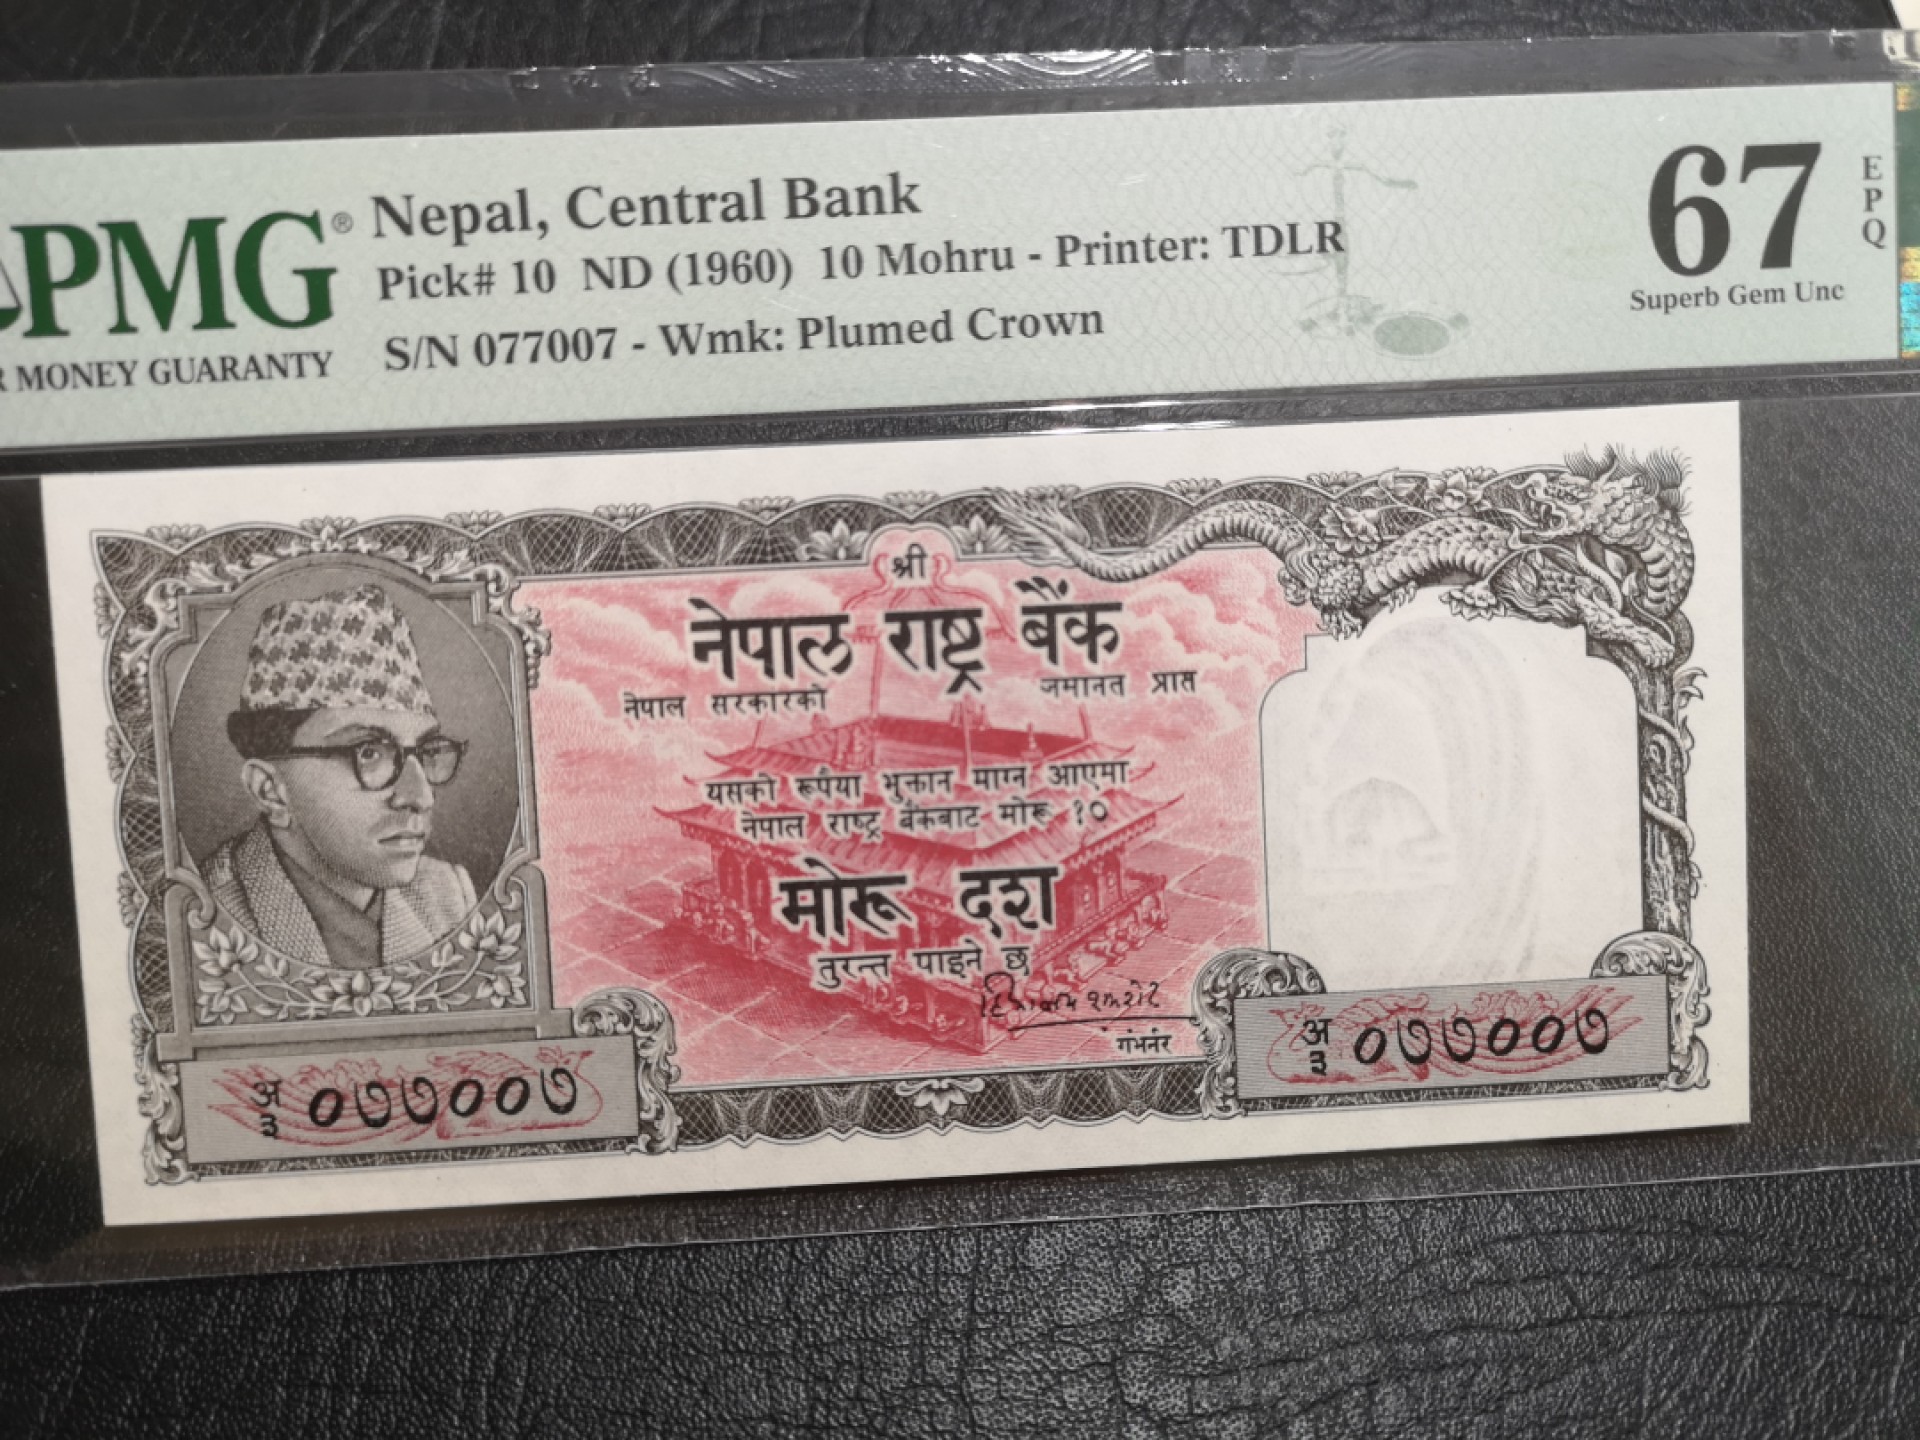 PMG® Nepal, Central Bank
Pick# 10 ND (1960) 10 Mohru - Printer: TDLR
S/N 077007 - Wmk: Plumed Crown
R MONEY GUARANTY
67 EPQ
Superb Gem Unc
श्री
नेपाल राष्ट्र बैंक
नेपाल सरकारको जमानत प्राप्त
यसको रूपैया भुक्तान माग्न आएमा
नेपाल राष्ट्र बैंकबाट मोरू १०
मोरू दश
तुरन्त पाइने छ
गभर्नर
अ/३ ०७७००७
अ/३ ०७७००७